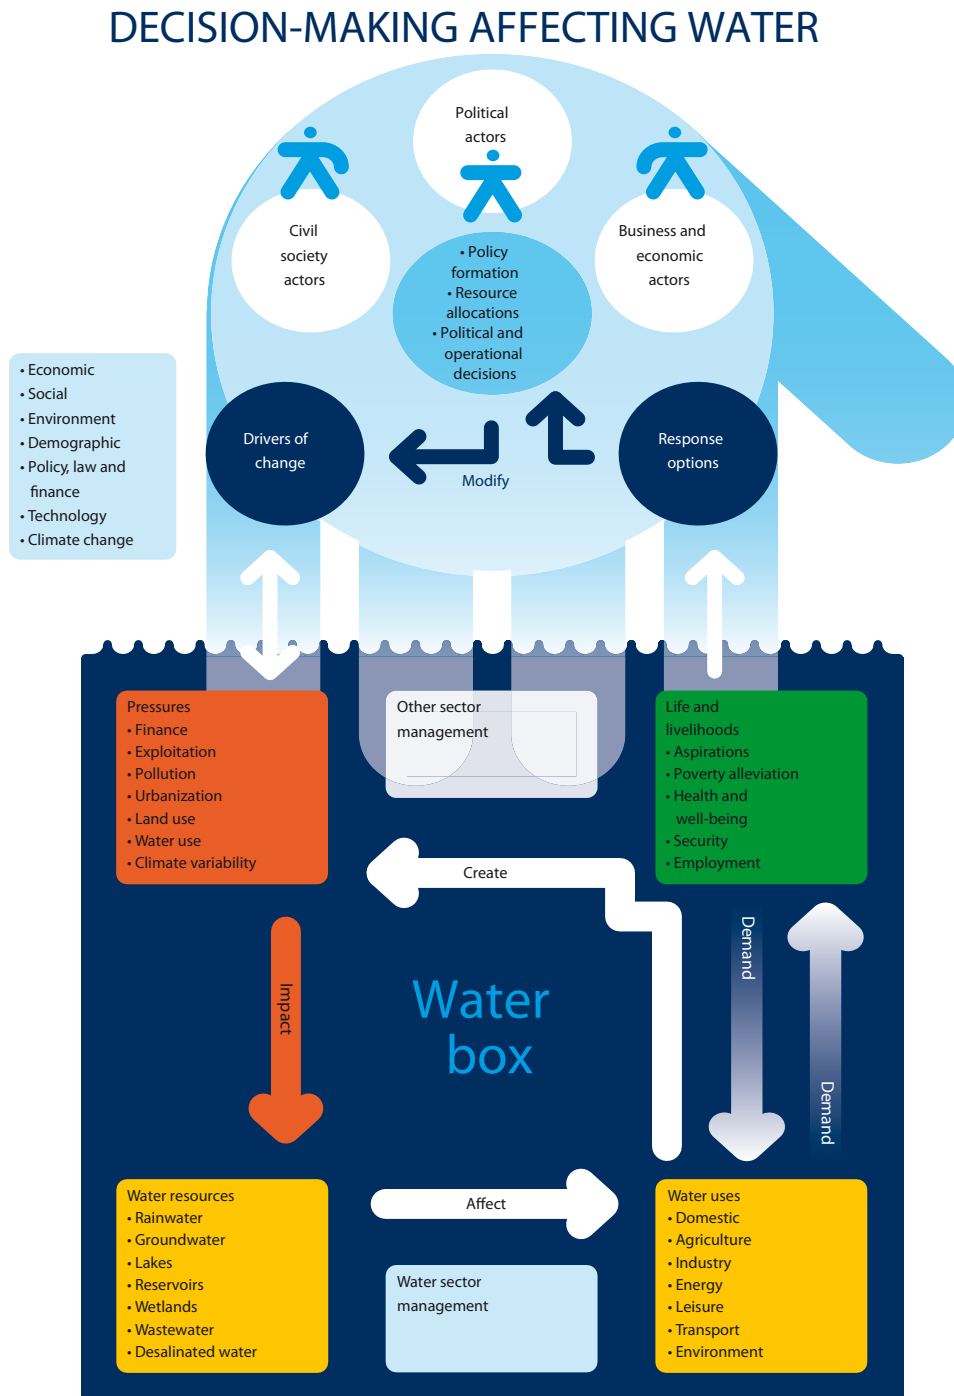 DECISION-MAKING AFFECTING WATER
Political
actors
Civil
society
actors
Business and
economic
actors
• Policy
formation
• Resource
allocations
• Political and
operational
decisions
• Economic
• Social
• Environment
• Demographic
• Policy, law and
finance
• Technology
• Climate change
Drivers of
change
Modify
Response
options
Pressures
• Finance
• Exploitation
• Pollution
• Urbanization
• Land use
• Water use
• Climate variability
Other sector
management
Life and
livelihoods
• Aspirations
• Poverty alleviation
• Health and
well-being
• Security
• Employment
Create
Impact
Water
box
Demand
Demand
Water resources
• Rainwater
• Groundwater
• Lakes
• Reservoirs
• Wetlands
• Wastewater
• Desalinated water
Affect
Water sector
management
Water uses
• Domestic
• Agriculture
• Industry
• Energy
• Leisure
• Transport
• Environment